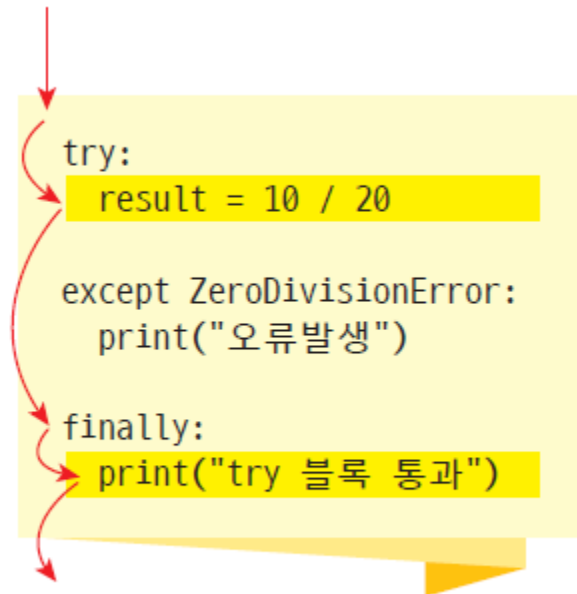 try:
  result = 10 / 20
except ZeroDivisionError:
  print("오류발생")
finally:
  print("try 블록 통과")